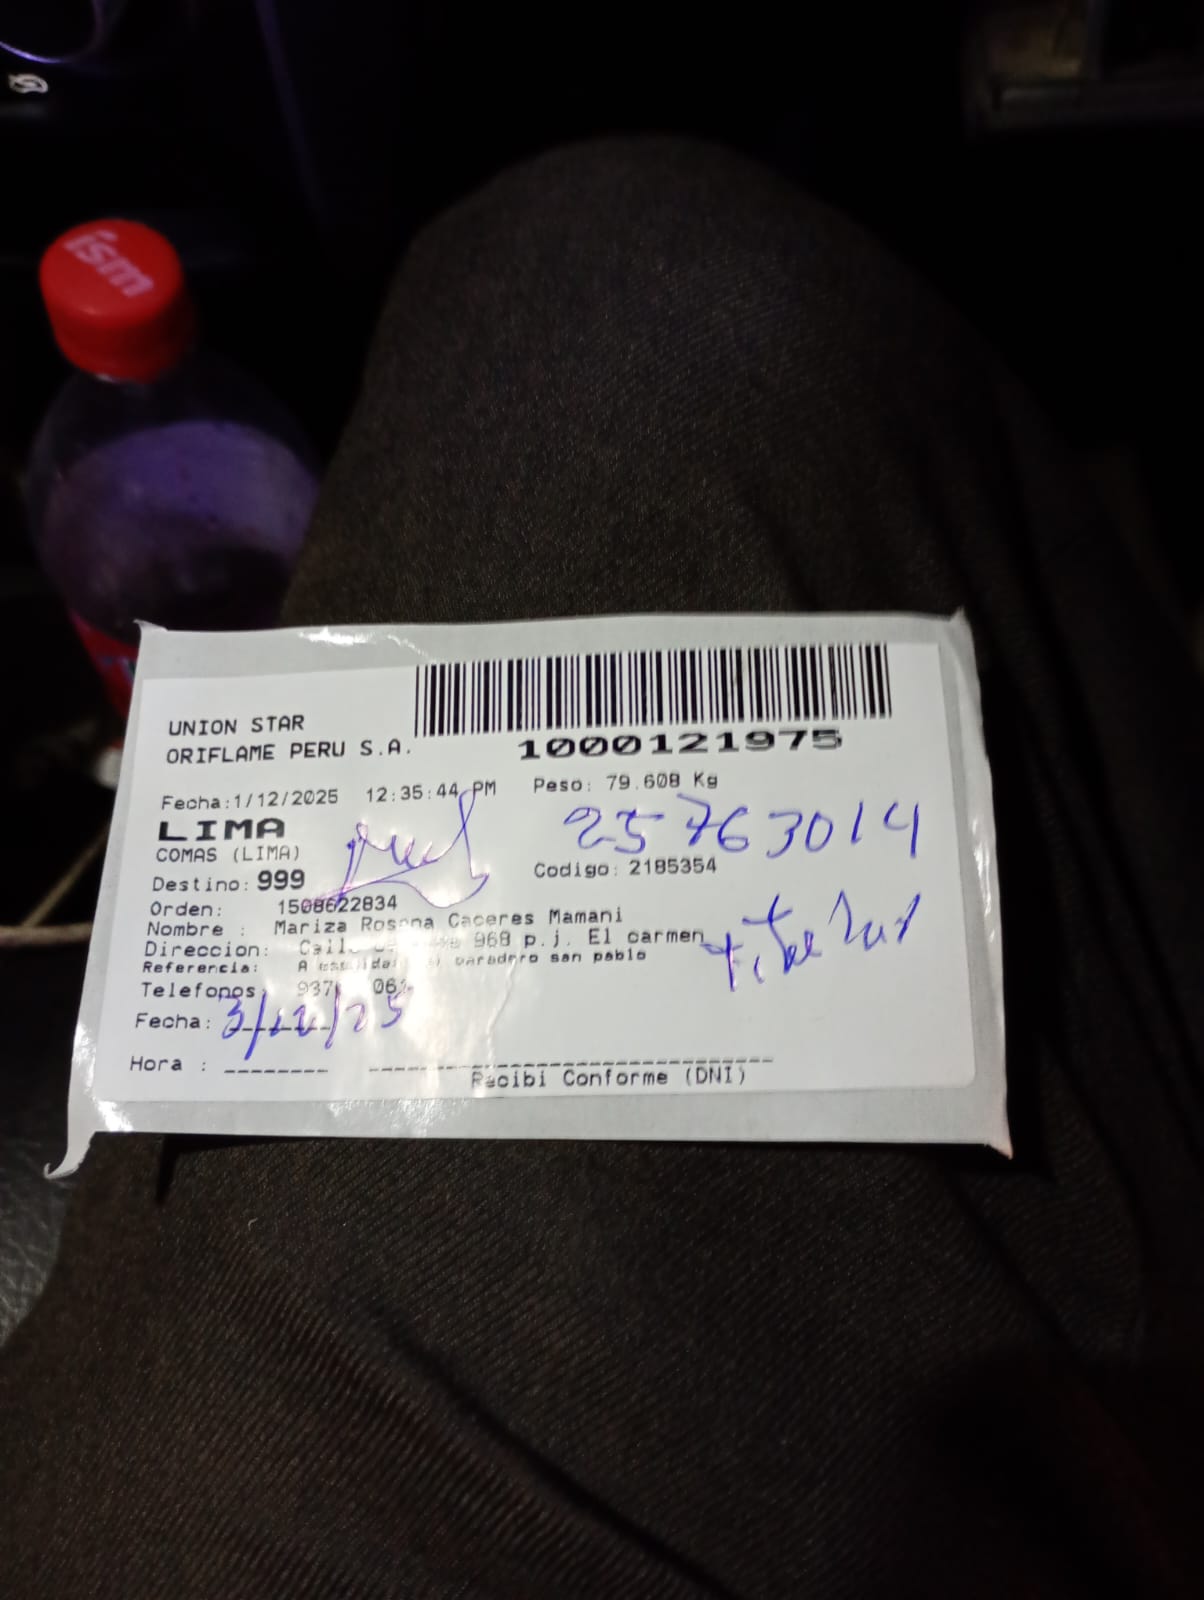 ism
UNION STAR
ORIFLAME PERU S.A.
1000121975
Fecha:1/12/2025 12:35:44 PM Peso: 79.608 Kg
LIMA
25763014
COMAS (LIMA)
Codigo: 2185354
Destino: 999
Orden: 1508622834
Nombre : Mariza Rosana Caceres Mamani
Direccion: 968 p.j. El carmen
Referencia: A paradero san pablo
Telefonos: 937
Fecha: 3/12/25
Hora :
Recibi Conforme (DNI)